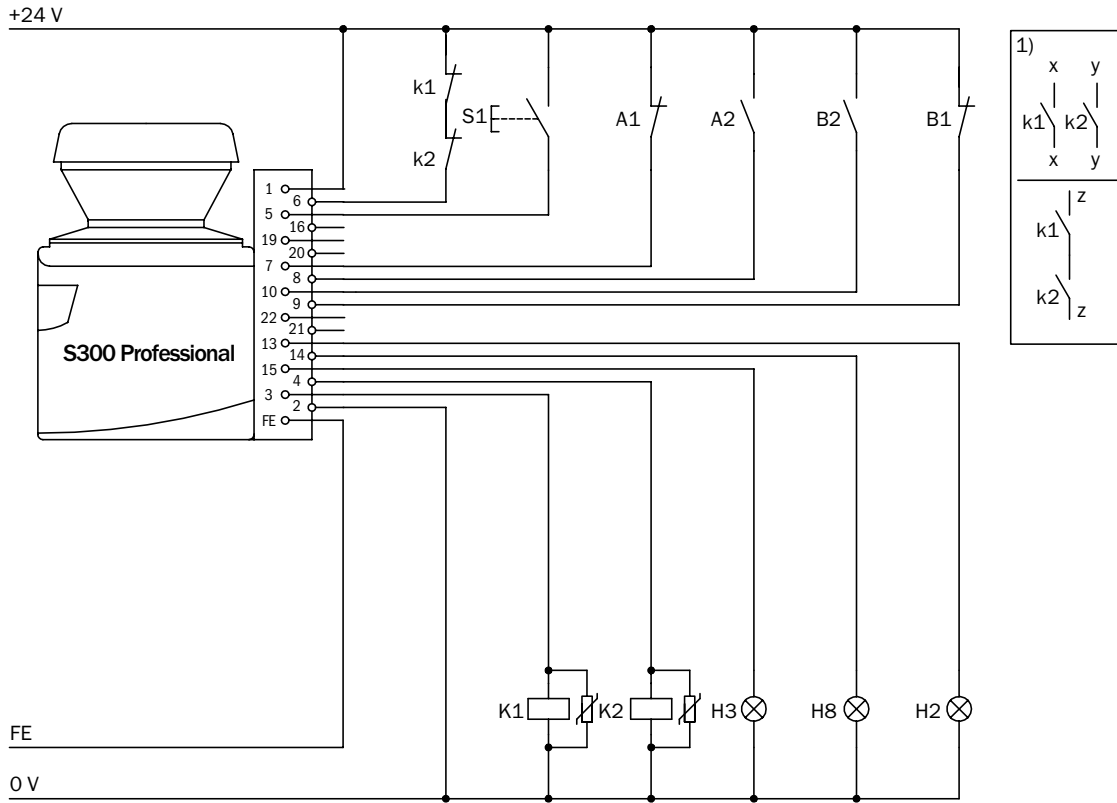 +24 V
1)
x y
k1
S1
A1
A2
B2
B1
k1 k2
k2
x y
1
6
5
16
19
20
7
8
10
9
22
21
13
14
15
4
3
2
FE
z
k1
k2
z
S300 Professional
K1
K2
H3
H8
H2
FE
0 V